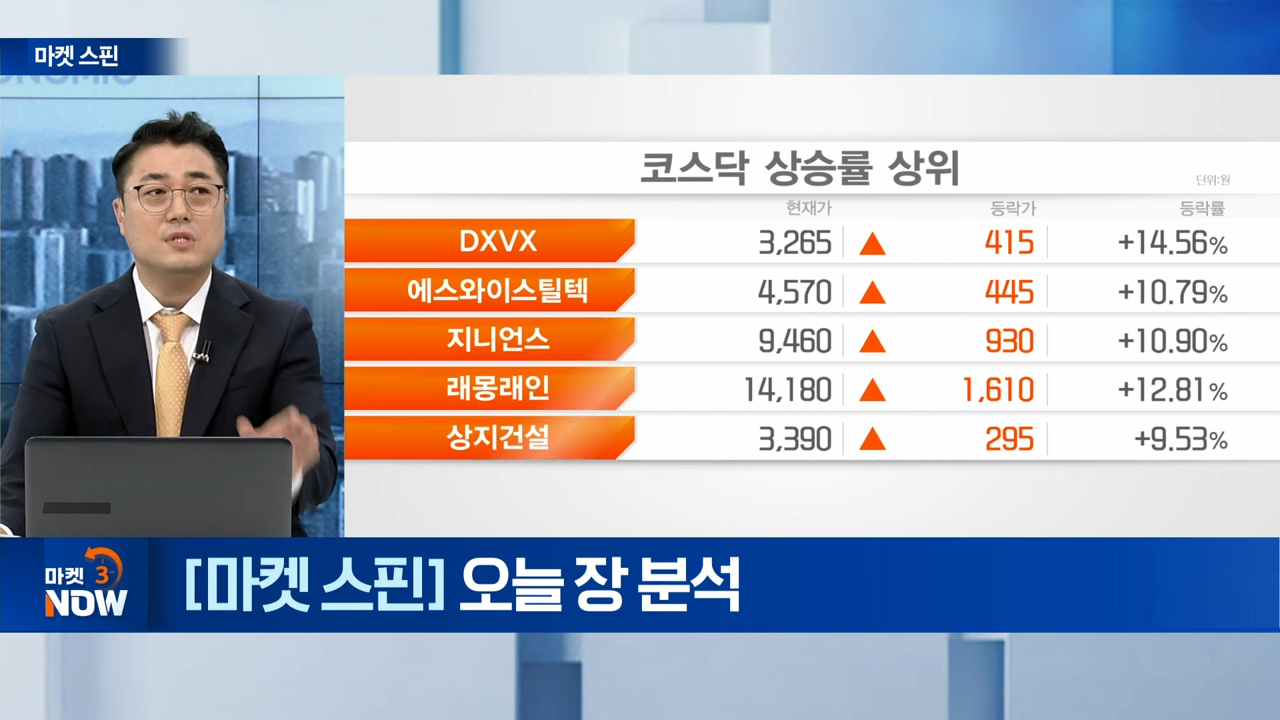 마켓 스핀
코스닥 상승률 상위
단위:원
현재가 등락가 등락률
DXVX 3,265 ▲ 415 +14.56%
에스와이스틸텍 4,570 ▲ 445 +10.79%
지니언스 9,460 ▲ 930 +10.90%
래몽래인 14,180 ▲ 1,610 +12.81%
상지건설 3,390 ▲ 295 +9.53%
마켓 3
NOW
[마켓 스핀] 오늘 장 분석